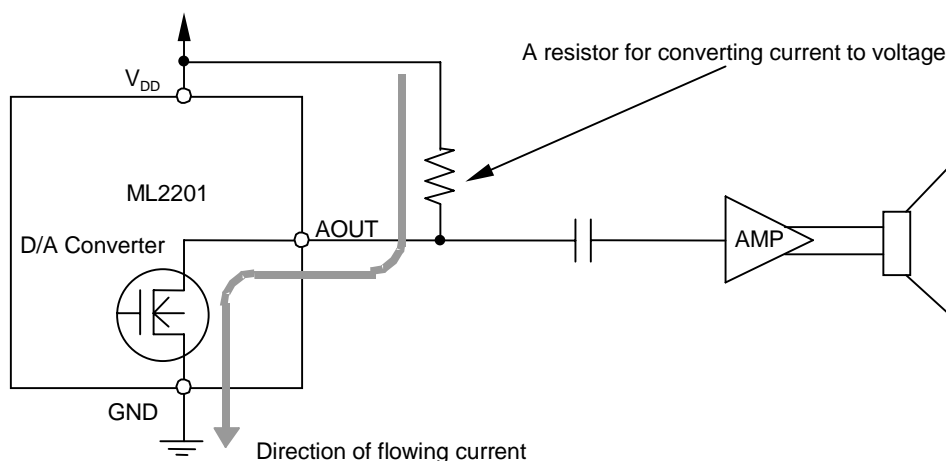 A resistor for converting current to voltage
VDD
ML2201
D/A Converter
AOUT
AMP
GND
Direction of flowing current